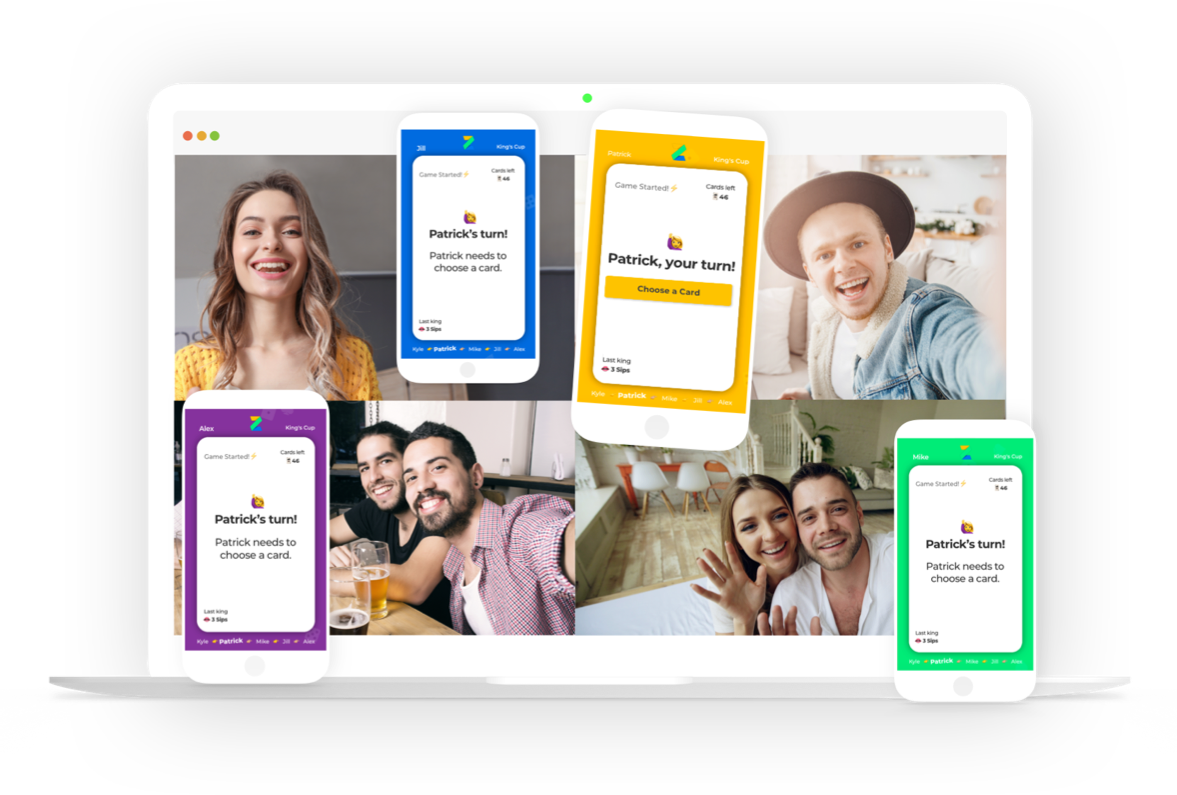 Jill
King's Cup
Game Started!⚡
Cards left
46
Patrick's turn!
Patrick needs to
choose a card.
Last king
3 Sips
Kyle Patrick Mike Jill Alex
Patrick
King's Cup
Game Started!⚡
Cards left
46
Patrick, your turn!
Choose a Card
Last king
3 Sips
Kyle Patrick Mike Jill Alex
Alex
King's Cup
Game Started!⚡
Cards left
46
Patrick's turn!
Patrick needs to
choose a card.
Last king
3 Sips
Kyle Patrick Mike Jill Alex
Mike
King's Cup
Game Started!⚡
Cards left
46
Patrick's turn!
Patrick needs to
choose a card.
Last king
3 Sips
Kyle Patrick Mike Jill Alex